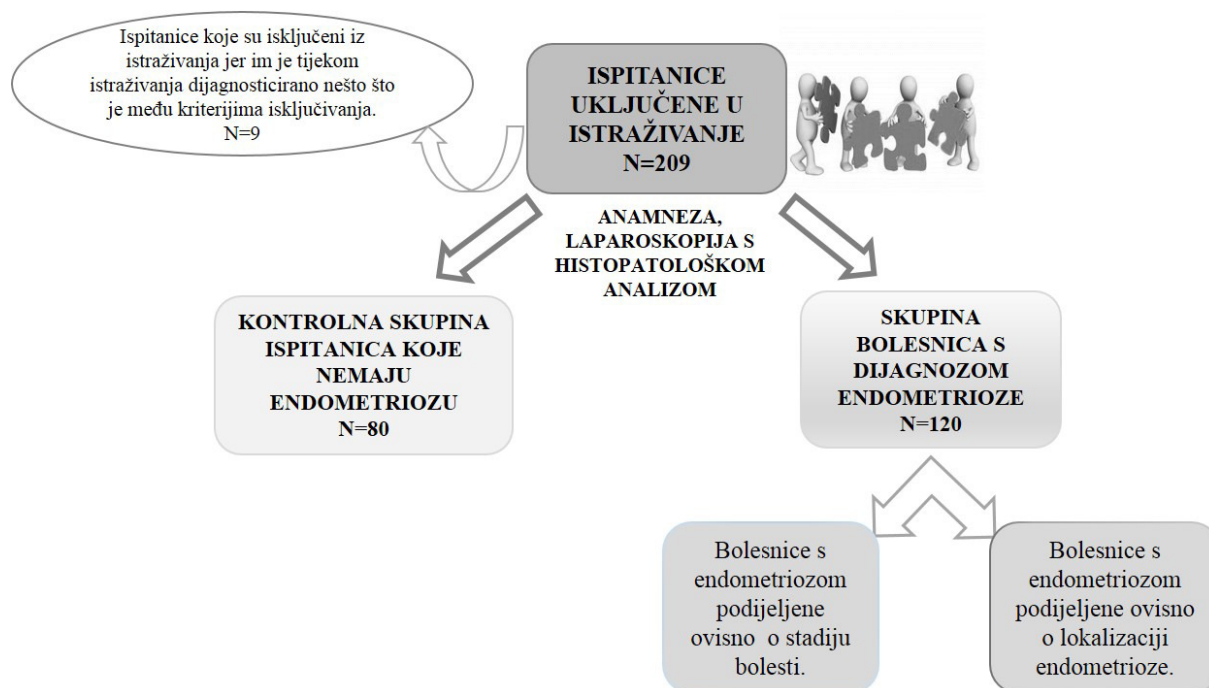 Ispitanice koje su isključeni iz
istraživanja jer im je tijekom
istraživanja dijagnosticirano nešto što
je među kriterijima isključivanja.
N=9
ISPITANICE
UKLJUČENE U
ISTRAŽIVANJE
N=209
ANAMNEZA,
LAPAROSKOPIJA S
HISTOPATOLOŠKOM
ANALIZOM
KONTROLNA SKUPINA
ISPITANICA KOJE
NEMAJU
ENDOMETRIOZU
N=80
SKUPINA
BOLESNICA S
DIJAGNOZOM
ENDOMETRIOZE
N=120
Bolesnice s
endometriozom
podijeljene
ovisno o stadiju
bolesti.
Bolesnice s
endometriozom
podijeljene ovisno
o lokalizaciji
endometrioze.